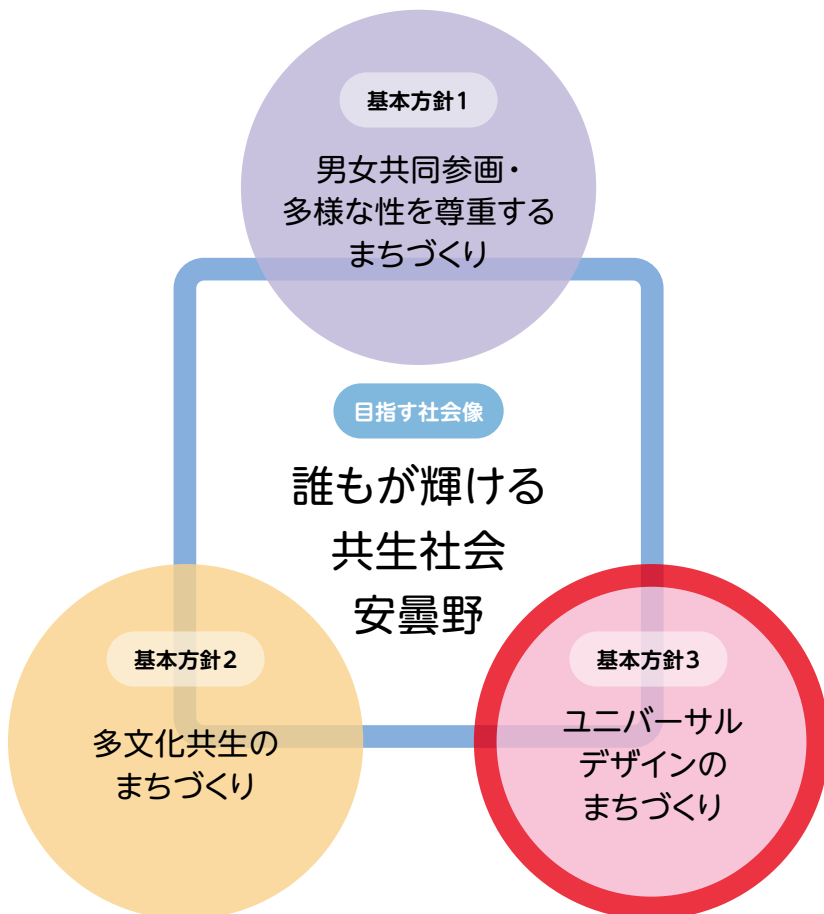 基本方針1
男女共同参画・
多様な性を尊重する
まちづくり
目指す社会像
誰もが輝ける
共生社会
安曇野
基本方針2
多文化共生の
まちづくり
基本方針3
ユニバーサル
デザインの
まちづくり